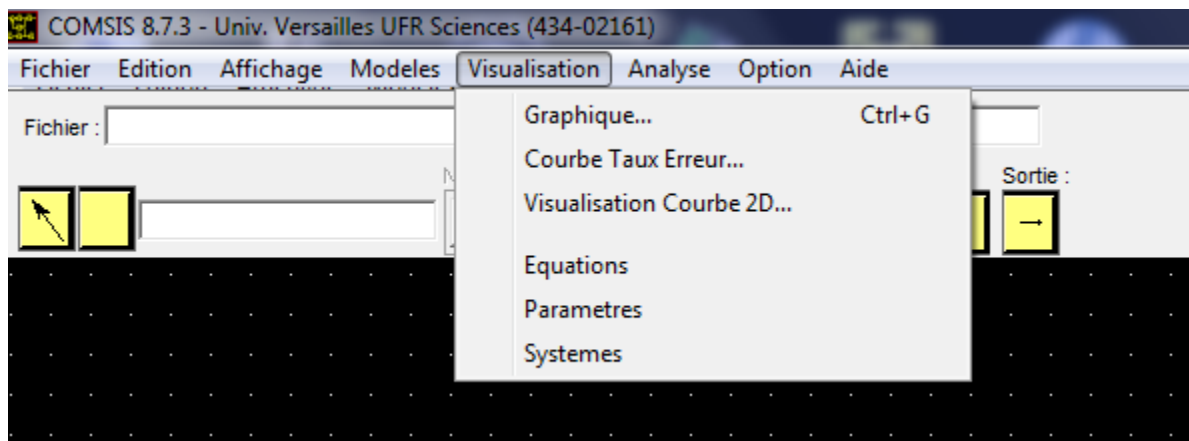 COMSIS 8.7.3 - Univ. Versailles UFR Sciences (434-02161)
Fichier Edition Affichage Modeles Visualisation Analyse Option Aide
Graphique... Ctrl+G
Fichier :
Courbe Taux Erreur...
Sortie :
Visualisation Courbe 2D...
Equations
Parametres
Systemes